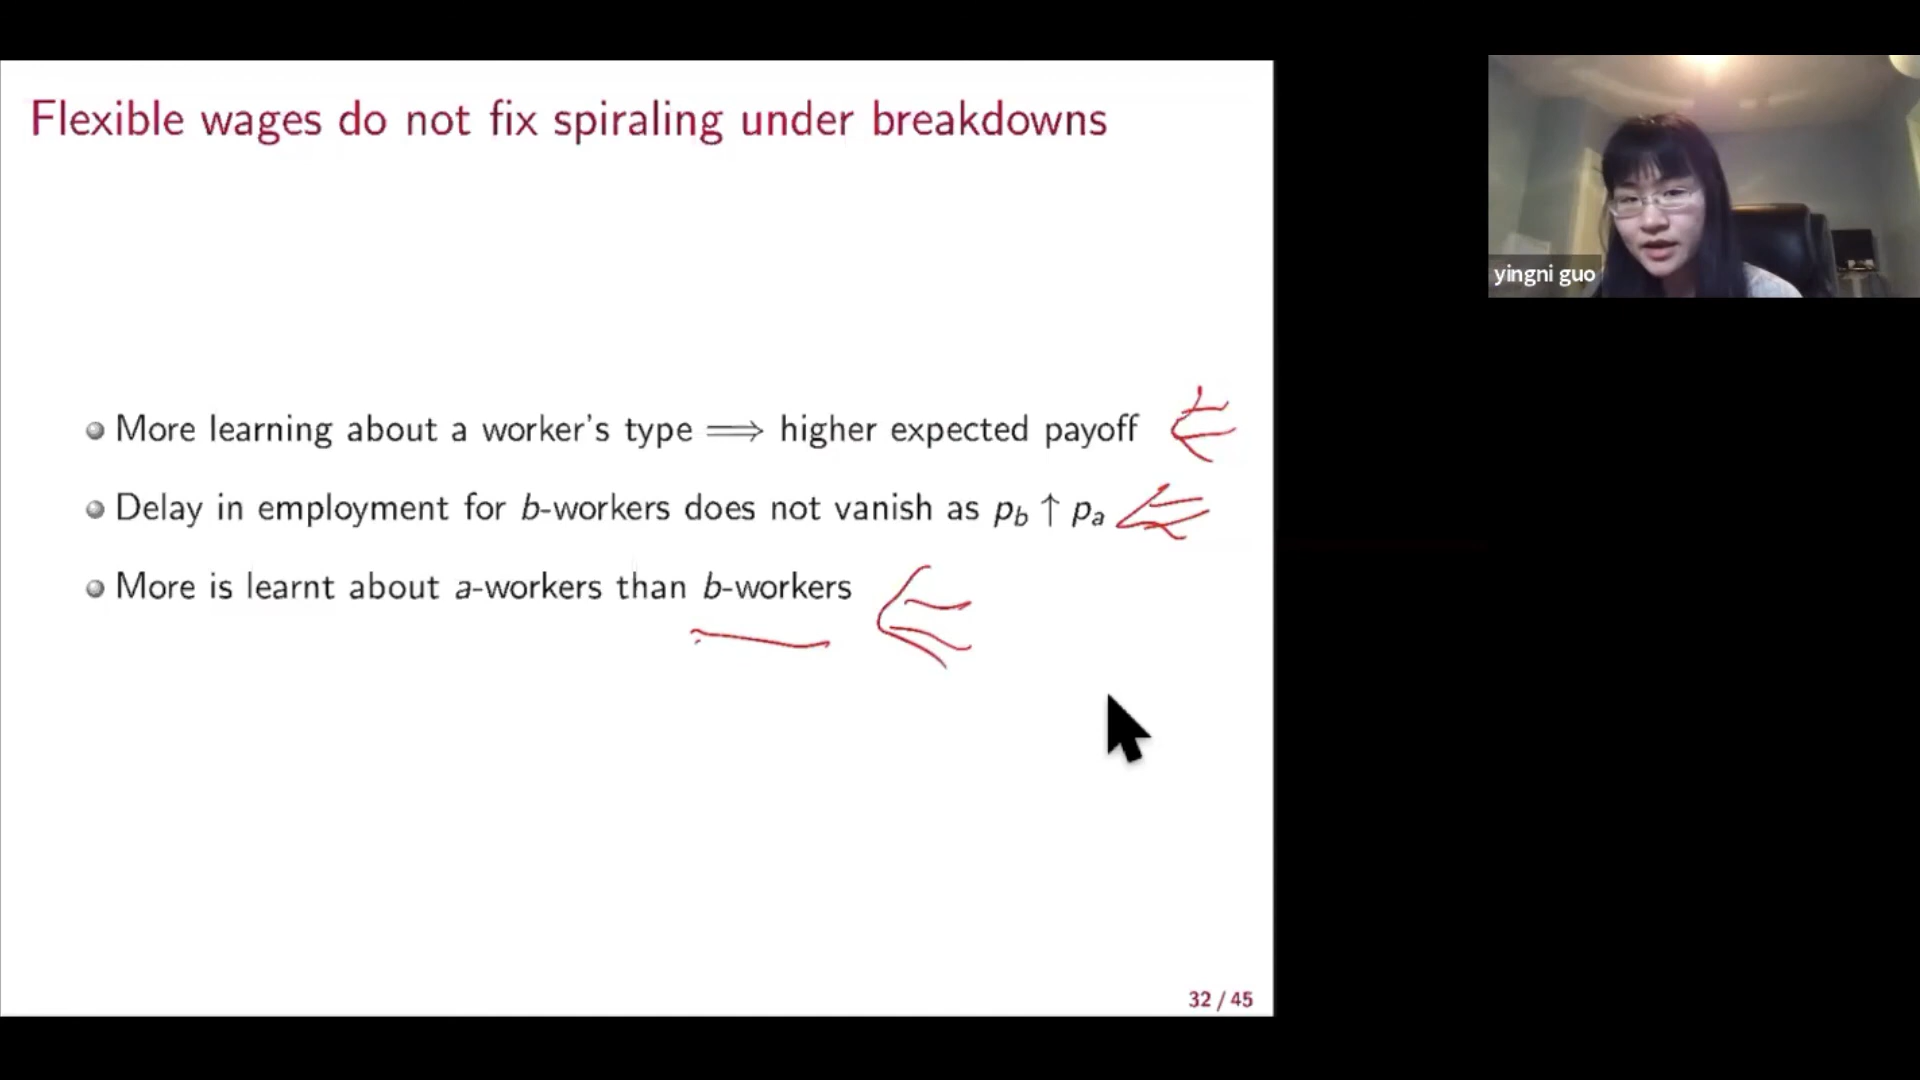 Flexible wages do not fix spiraling under breakdowns
More learning about a worker's type ⟹ higher expected payoff
Delay in employment for b-workers does not vanish as p_b ↑ p_a
More is learnt about a-workers than b-workers
32 / 45
yingni guo